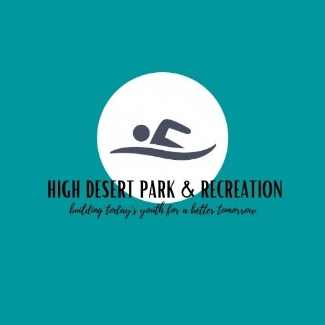 HIGH DESERT PARK & RECREATION
building today's youth for a better tomorrow